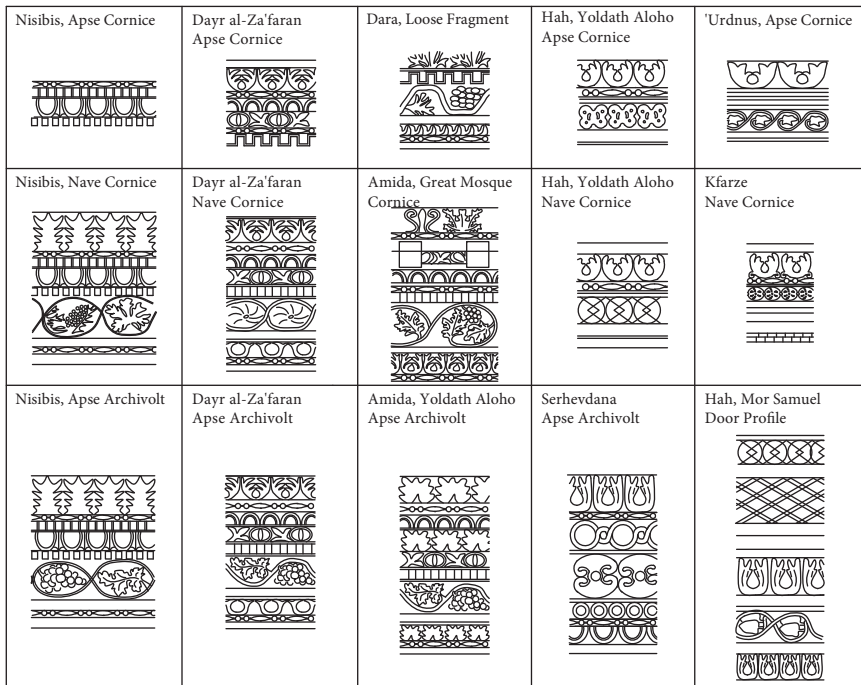 Nisibis, Apse Cornice
Dayr al-Za'faran
Apse Cornice
Dara, Loose Fragment
Hah, Yoldath Aloho
Apse Cornice
'Urdnus, Apse Cornice
Nisibis, Nave Cornice
Dayr al-Za'faran
Nave Cornice
Amida, Great Mosque
Cornice
Hah, Yoldath Aloho
Nave Cornice
Kfarze
Nave Cornice
Nisibis, Apse Archivolt
Dayr al-Za'faran
Apse Archivolt
Amida, Yoldath Aloho
Apse Archivolt
Serhevdana
Apse Archivolt
Hah, Mor Samuel
Door Profile